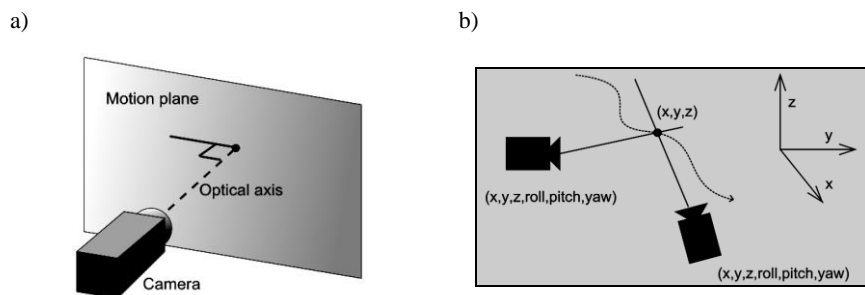 a)
b)
Motion plane
Optical axis
Camera
(x,y,z)
(x,y,z,roll,pitch,yaw)
(x,y,z,roll,pitch,yaw)
z
y
x